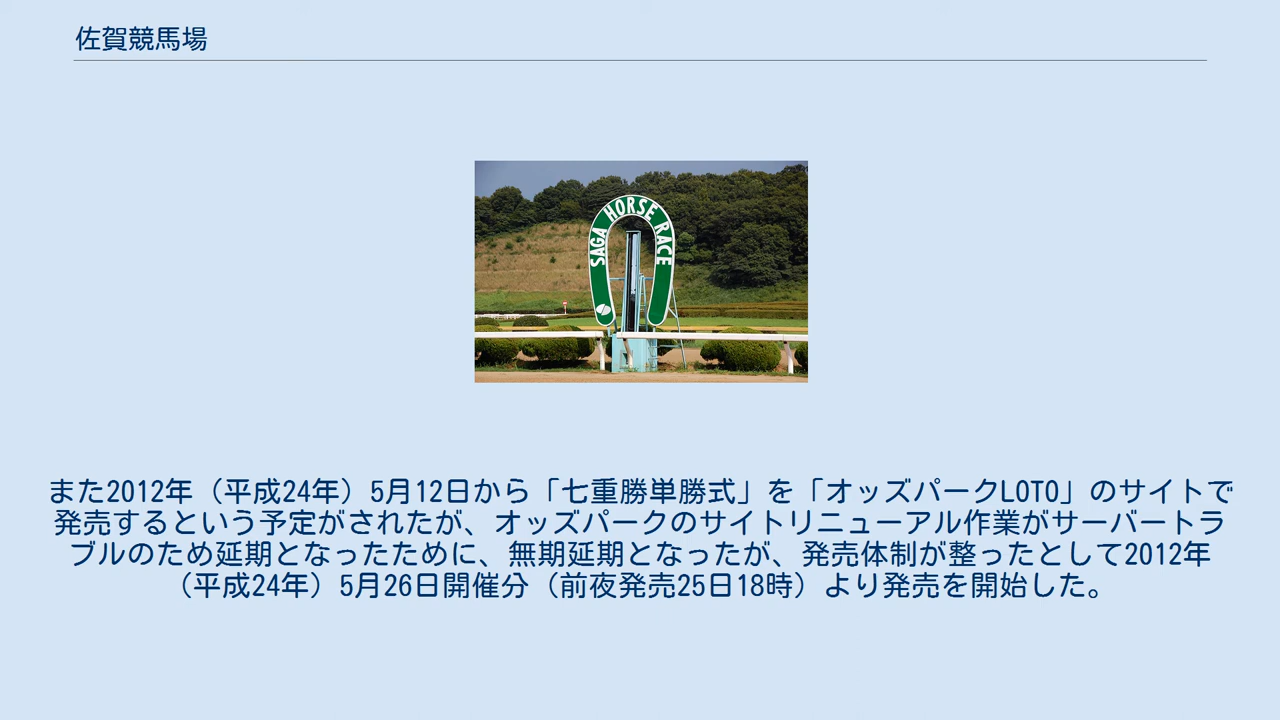 佐賀競馬場
SAGA HORSE RACE
また2012年（平成24年）5月12日から「七重勝単勝式」を「オッズパークLOTO」のサイトで
発売するという予定がされたが、オッズパークのサイトリニューアル作業がサーバートラ
ブルのため延期となったために、無期延期となったが、発売体制が整ったとして2012年
（平成24年）5月26日開催分（前夜発売25日18時）より発売を開始した。